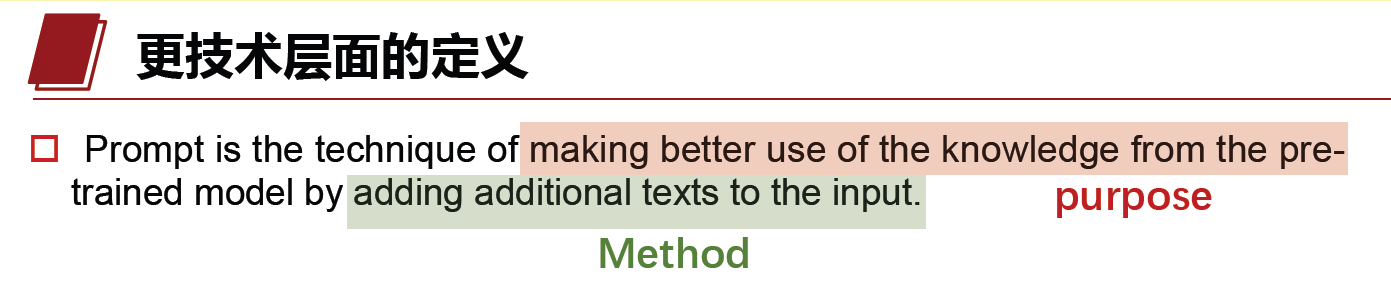 更技术层面的定义
Prompt is the technique of making better use of the knowledge from the pre-
trained model by adding additional texts to the input.
purpose
Method